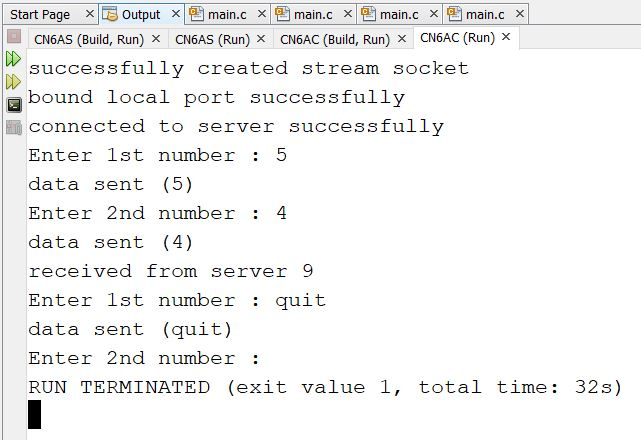 Start Page Output main.c main.c main.c main.c
CN6AS (Build, Run) CN6AS (Run) CN6AC (Build, Run) CN6AC (Run)
successfully created stream socket
bound local port successfully
connected to server successfully
Enter 1st number : 5
data sent (5)
Enter 2nd number : 4
data sent (4)
received from server 9
Enter 1st number : quit
data sent (quit)
Enter 2nd number :
RUN TERMINATED (exit value 1, total time: 32s)